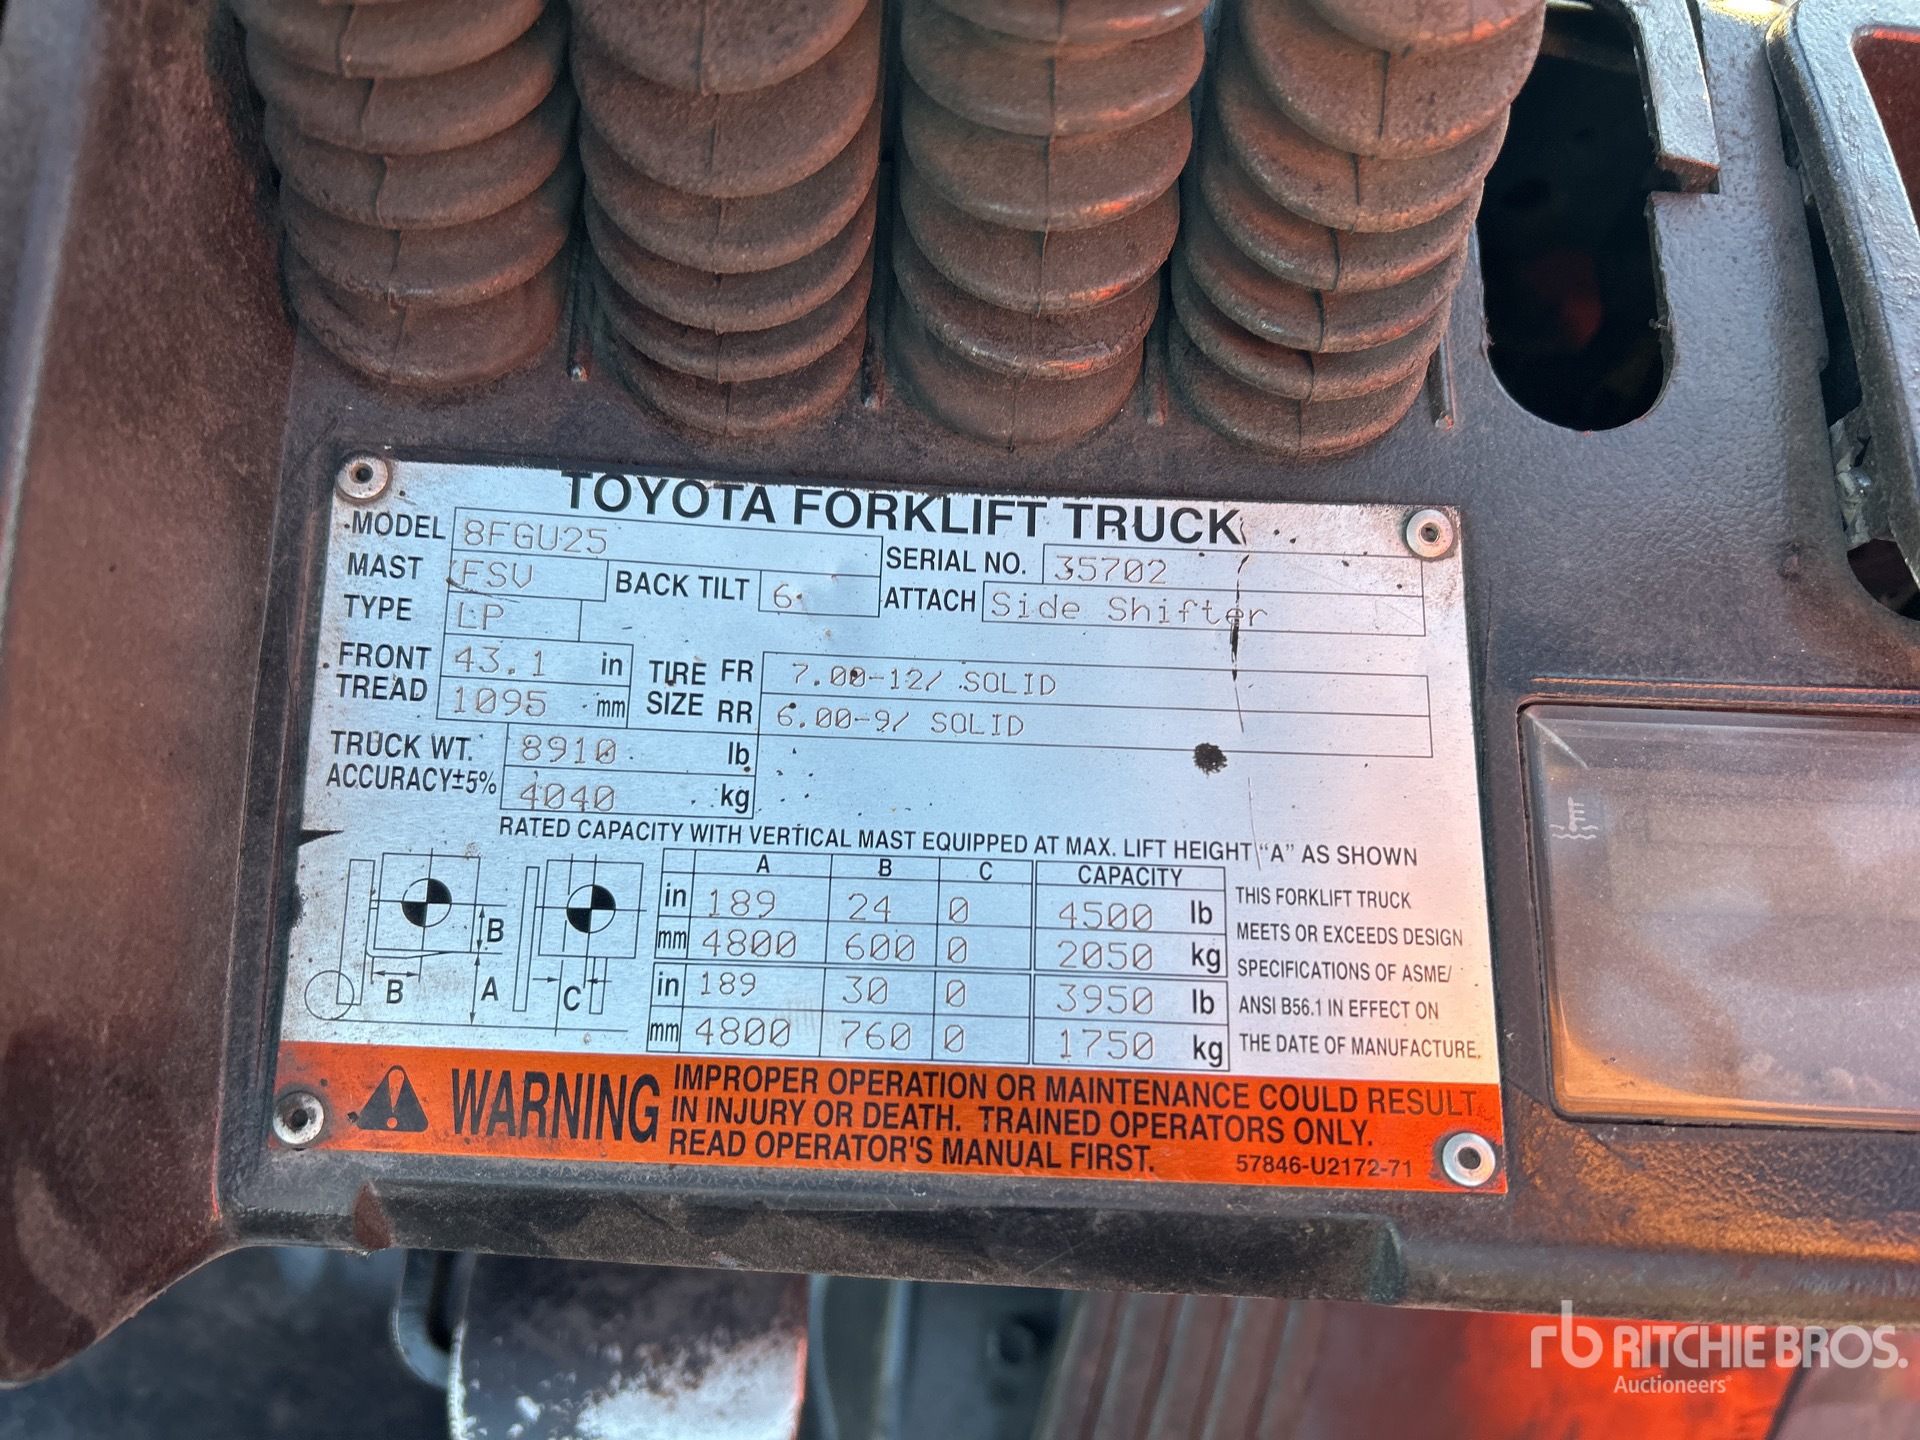 TOYOTA FORKLIFT TRUCK
MODEL 8FGU25 SERIAL NO. 35702
MAST FSV BACK TILT 6° ATTACH Side Shifter
TYPE LP
FRONT TREAD 43.1 in TIRE SIZE FR 7.00-12/ SOLID
1095 mm RR 6.00-9/ SOLID
TRUCK WT. 8910 lb
ACCURACY±5% 4040 kg
RATED CAPACITY WITH VERTICAL MAST EQUIPPED AT MAX. LIFT HEIGHT "A" AS SHOWN
A B C CAPACITY
in 189 24 0 4500 lb
mm 4800 600 0 2050 kg
in 189 30 0 3950 lb
mm 4800 760 0 1750 kg
B B A C
THIS FORKLIFT TRUCK
MEETS OR EXCEEDS DESIGN
SPECIFICATIONS OF ASME/
ANSI B56.1 IN EFFECT ON
THE DATE OF MANUFACTURE.
WARNING
IMPROPER OPERATION OR MAINTENANCE COULD RESULT
IN INJURY OR DEATH. TRAINED OPERATORS ONLY.
READ OPERATOR'S MANUAL FIRST.
57846-U2172-71
rb RITCHIE BROS.
Auctioneers